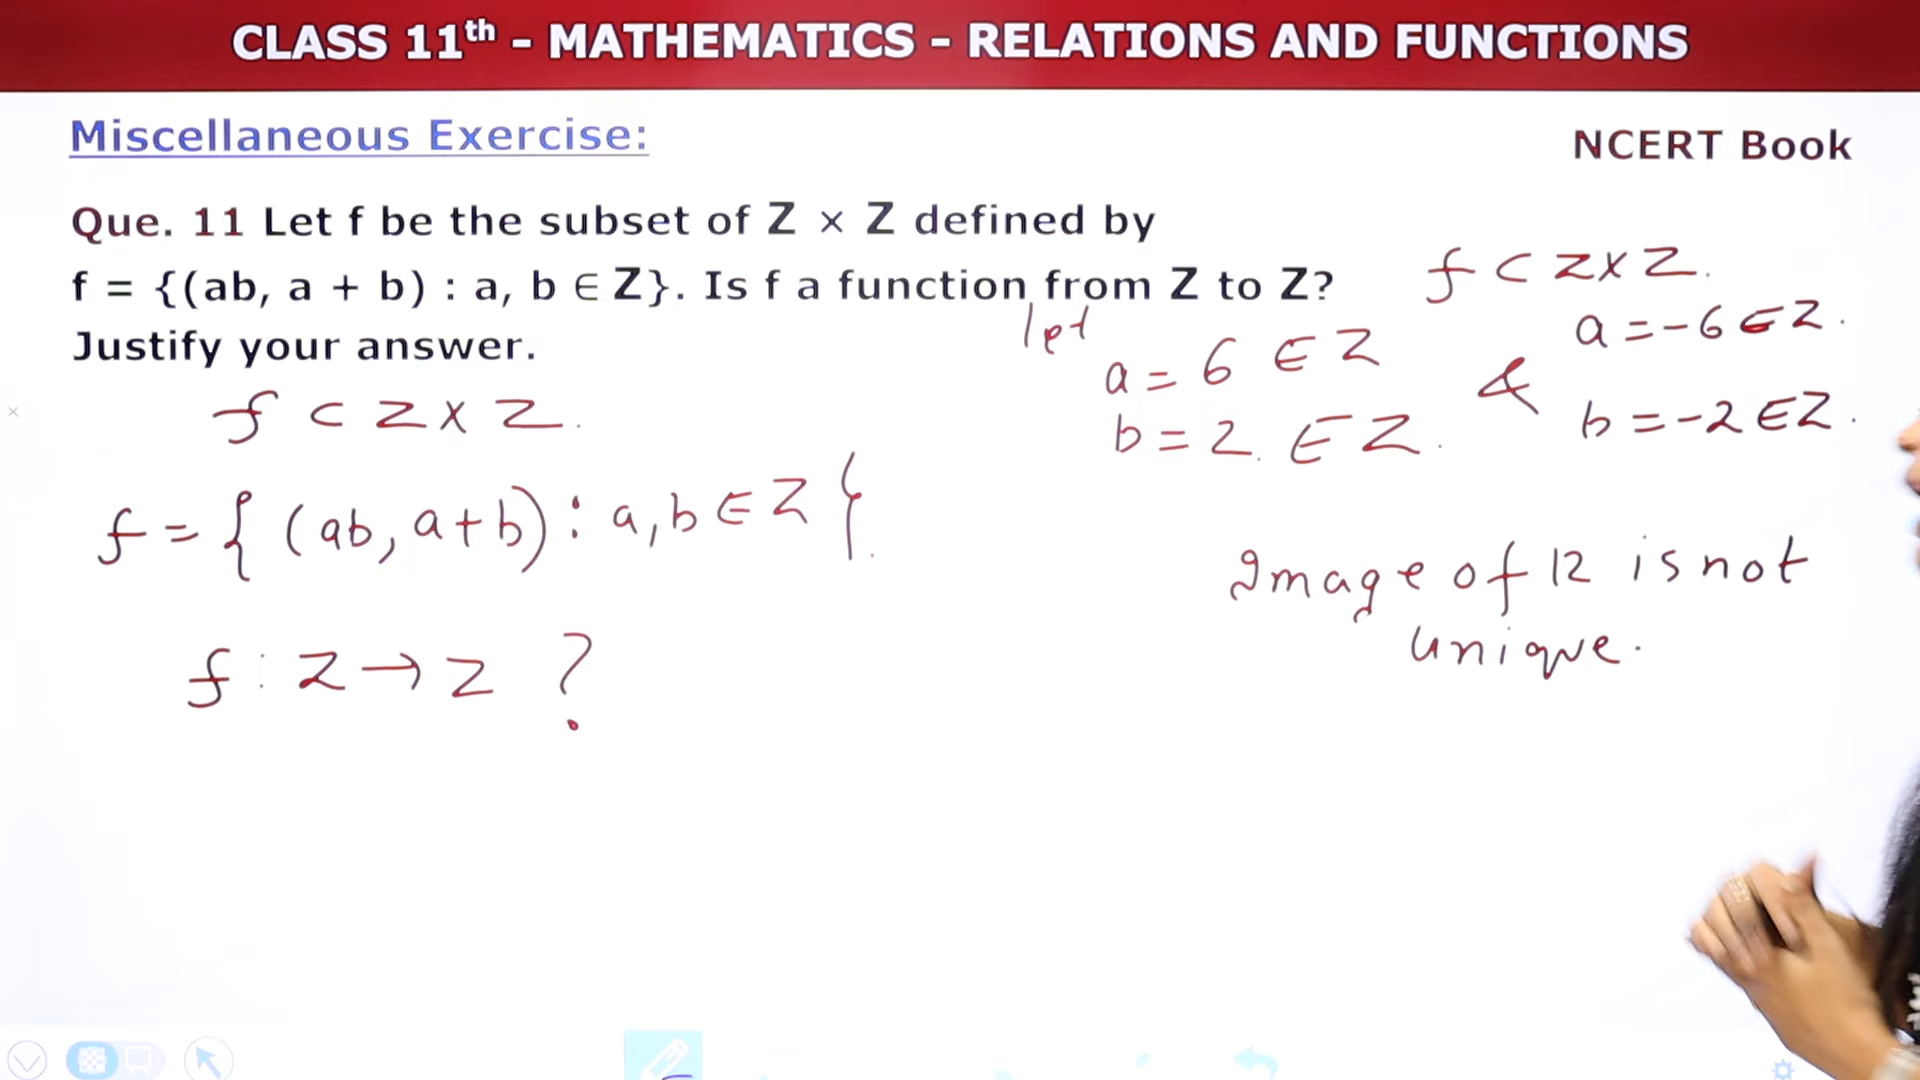 CLASS 11th - MATHEMATICS - RELATIONS AND FUNCTIONS
Miscellaneous Exercise:
NCERT Book
Que. 11 Let f be the subset of Z × Z defined by
f = {(ab, a + b) : a, b ∈ Z}. Is f a function from Z to Z?
Justify your answer.
f ⊂ Z × Z.
f = { (ab, a+b) : a, b ∈ Z }.
f : Z → Z ?
f ⊂ Z × Z.
let
a = 6 ∈ Z
b = 2. ∈ Z.
&
a = -6 ∈ Z.
b = -2 ∈ Z.
Image of 12 is not
unique.